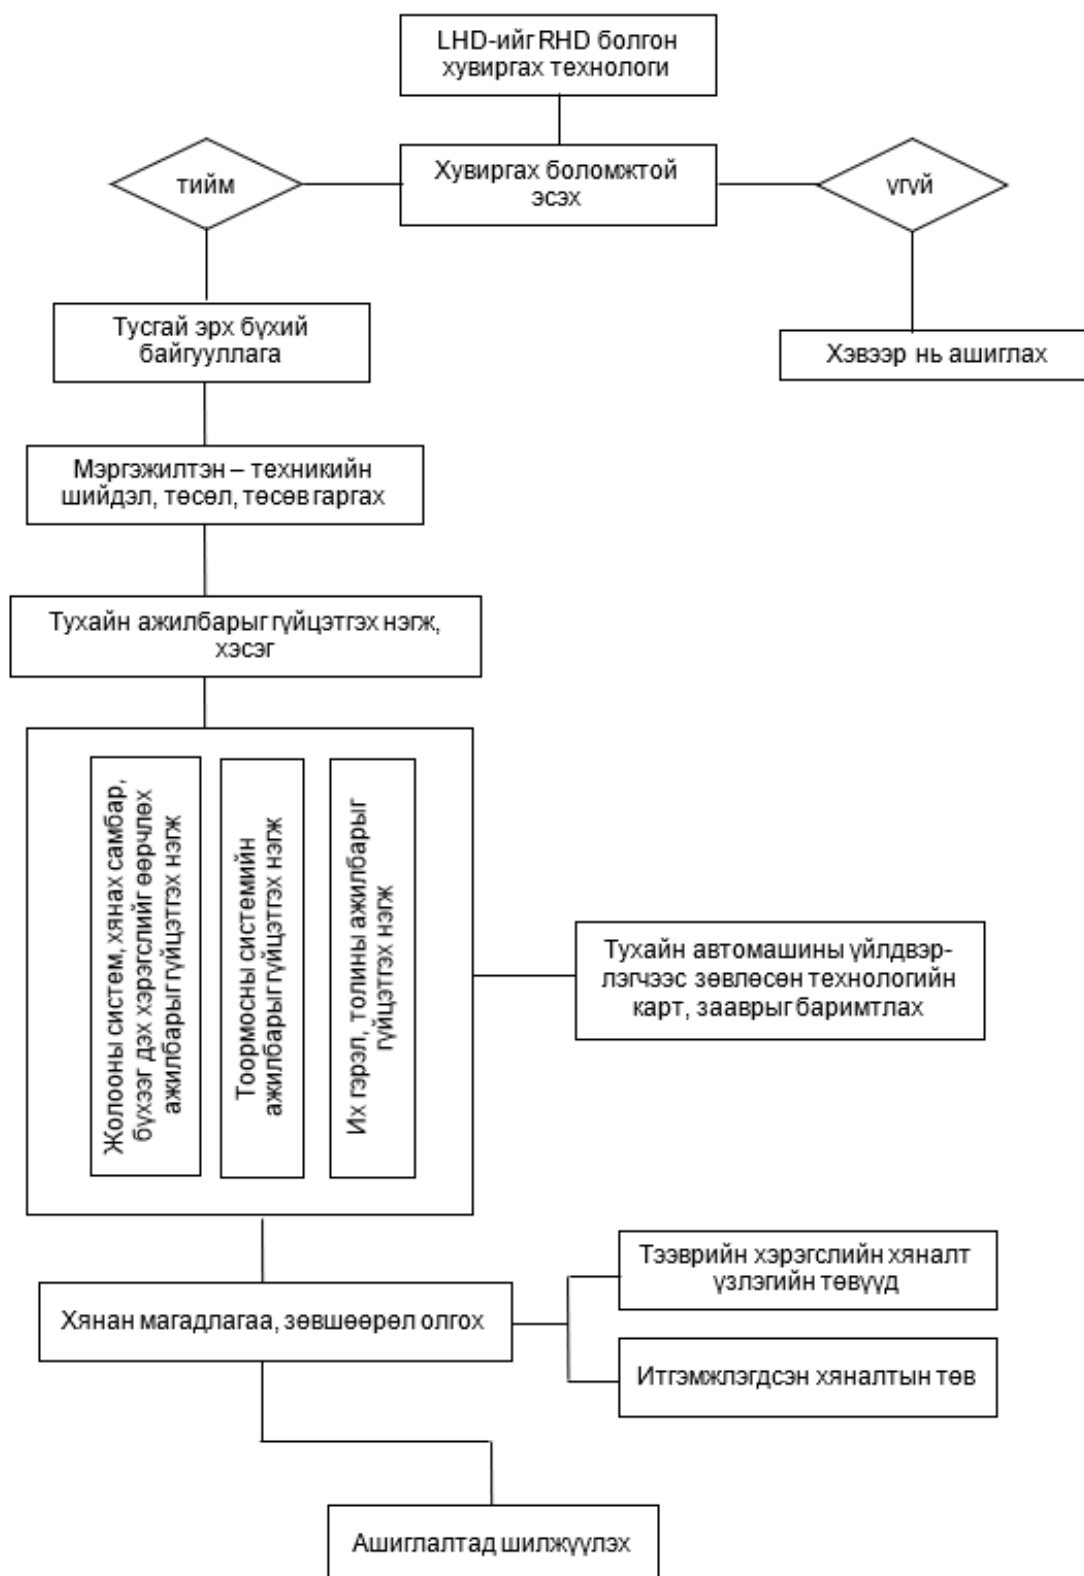 LHD-ийг RHD болгон
хувиргах технологи
тийм
Хувиргах боломжтой
эсэх
үгүй
Тусгай эрх бүхий
байгууллага
Хэвээр нь ашиглах
Мэргэжилтэн – техникийн
шийдэл, төсөл, төсөв гаргах
Тухайн ажилбарыг гүйцэтгэх нэгж,
хэсэг
Жолооны систем, хянах самбар,
бүхээг дэх хэрэгслийг өөрчлөх
ажилбарыг гүйцэтгэх нэгж
Тоормосны системийн
ажилбарыг гүйцэтгэх нэгж
Их гэрэл, толины ажилбарыг
гүйцэтгэх нэгж
Тухайн автомашины үйлдвэр-
лэгчээс зөвлөсөн технологийн
карт, зааврыг баримтлах
Тээврийн хэрэгслийн хяналт
үзлэгийн төвүүд
Хянан магадлагаа, зөвшөөрөл олгох
Итгэмжлэгдсэн хяналтын төв
Ашиглалтад шилжүүлэх